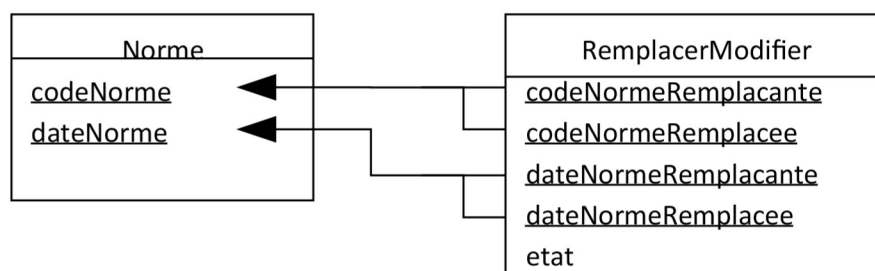 Norme
codeNorme
dateNorme
RemplacerModifier
codeNormeRemplacante
codeNormeRemplacee
dateNormeRemplacante
dateNormeRemplacee
etat